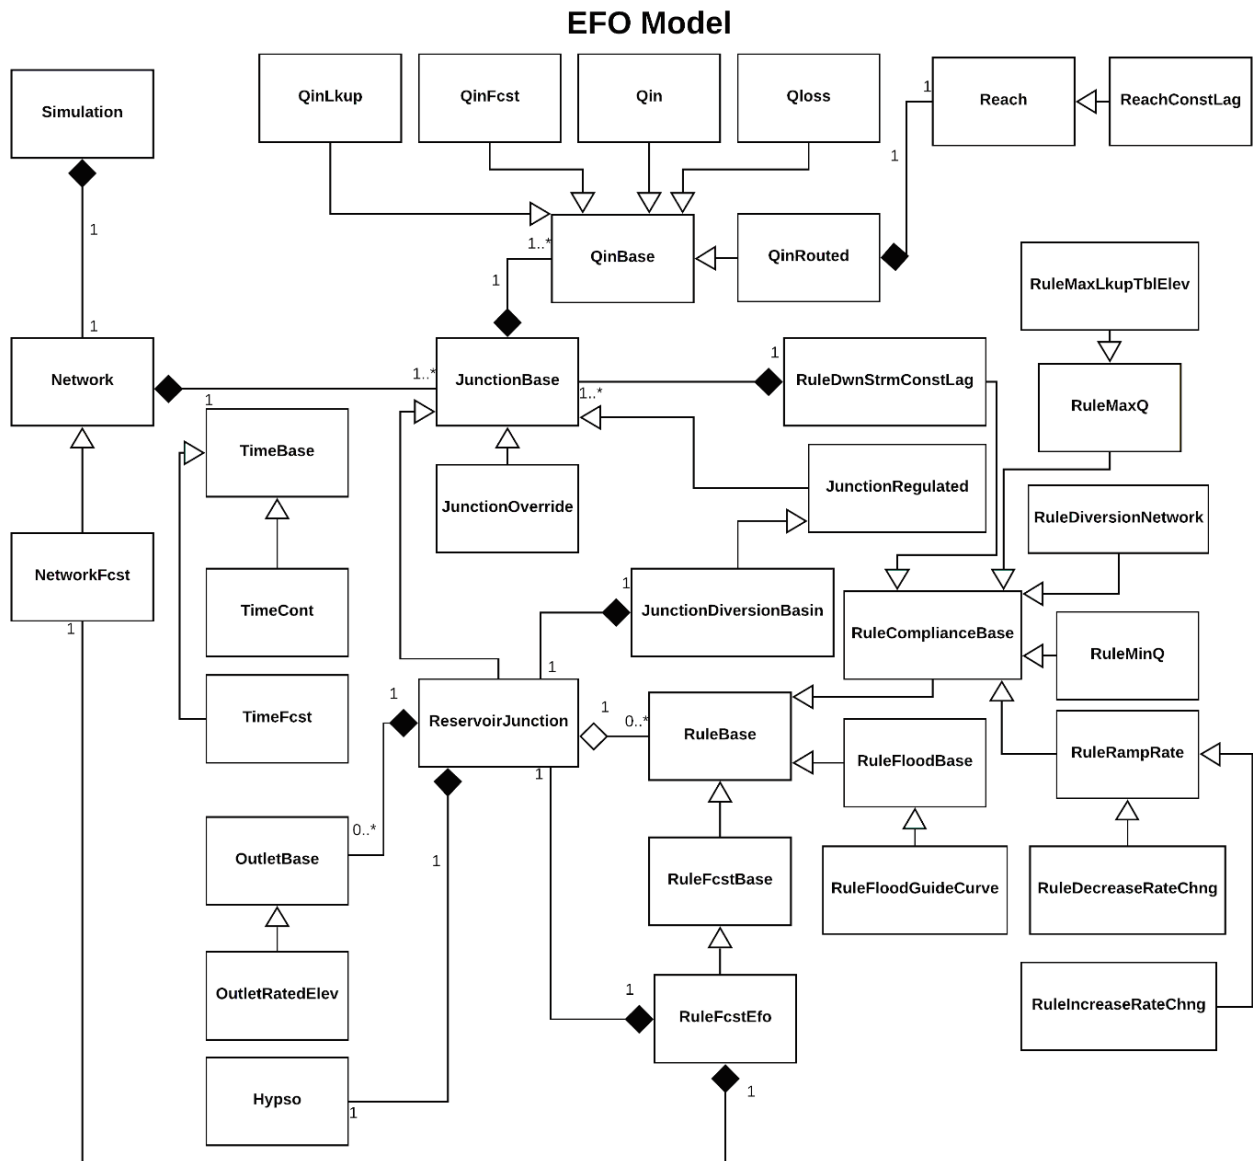 EFO Model
Simulation
QinLkup
QinFcst
Qin
Qloss
Reach
ReachConstLag
1
1
1
1..*
QinBase
QinRouted
1
RuleMaxLkupTblElev
1
Network
1
1..*
JunctionBase
1..*
1
RuleDwnStrmConstLag
RuleMaxQ
TimeBase
JunctionOverride
JunctionRegulated
RuleDiversionNetwork
NetworkFcst
1
TimeCont
1
JunctionDiversionBasin
1
RuleComplianceBase
RuleMinQ
TimeFcst
1
ReservoirJunction
1
1
0..*
RuleBase
RuleFloodBase
RuleRampRate
0..*
OutletBase
1
RuleFcstBase
RuleFloodGuideCurve
RuleDecreaseRateChng
OutletRatedElev
1
RuleFcstEfo
RuleIncreaseRateChng
Hypso
1
1